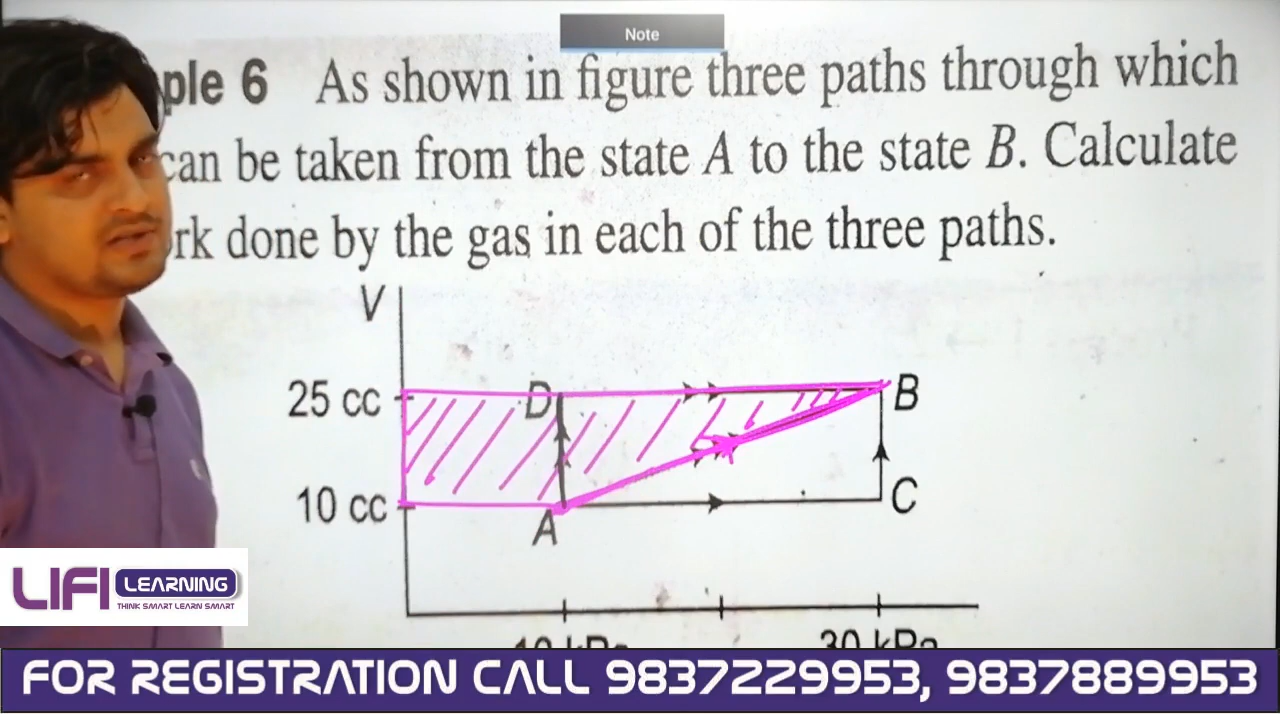 Note
ple 6 As shown in figure three paths through which
can be taken from the state A to the state B. Calculate
rk done by the gas in each of the three paths.
V
25 cc
D
B
10 cc
A
C
30 kPa
LIFI LEARNING
THINK SMART LEARN SMART
FOR REGISTRATION CALL 9837229953, 9837889953